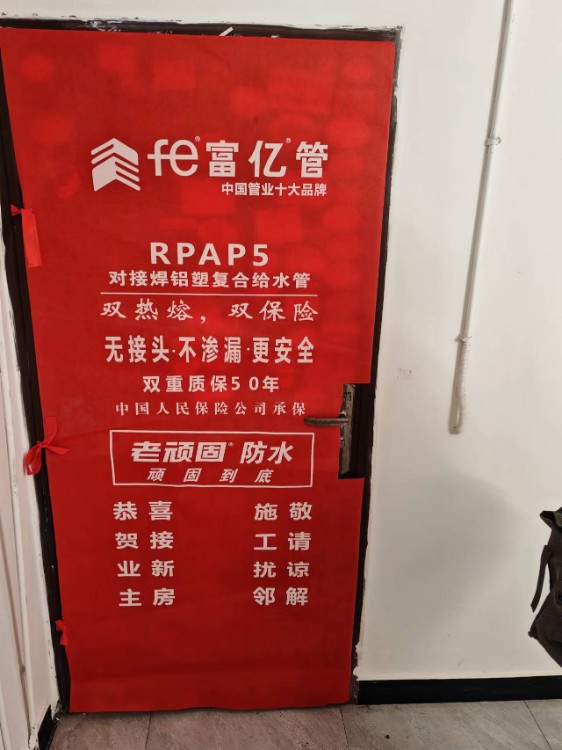 fe®富亿®管
中国管业十大品牌
RPAP5
对接焊铝塑复合给水管
双热熔，双保险
无接头·不渗漏·更安全
双重质保50年
中国人民保险公司承保
老顽固®防水
顽固到底
恭喜 施敬
贺接 工请
业新 扰谅
主房 邻解